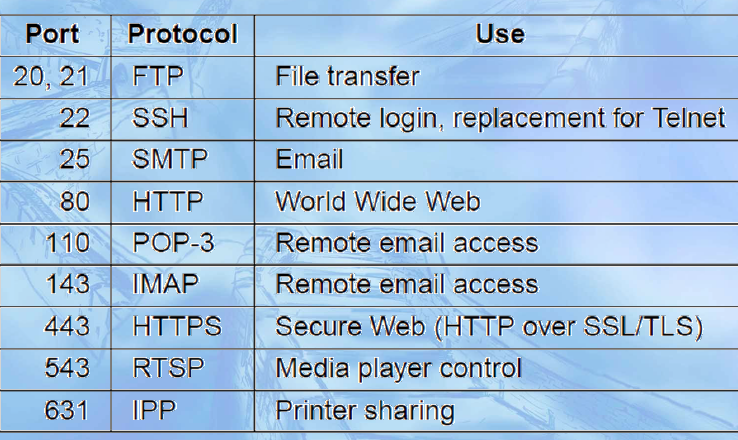 Port Protocol Use
20, 21 FTP File transfer
22 SSH Remote login, replacement for Telnet
25 SMTP Email
80 HTTP World Wide Web
110 POP-3 Remote email access
143 IMAP Remote email access
443 HTTPS Secure Web (HTTP over SSL/TLS)
543 RTSP Media player control
631 IPP Printer sharing